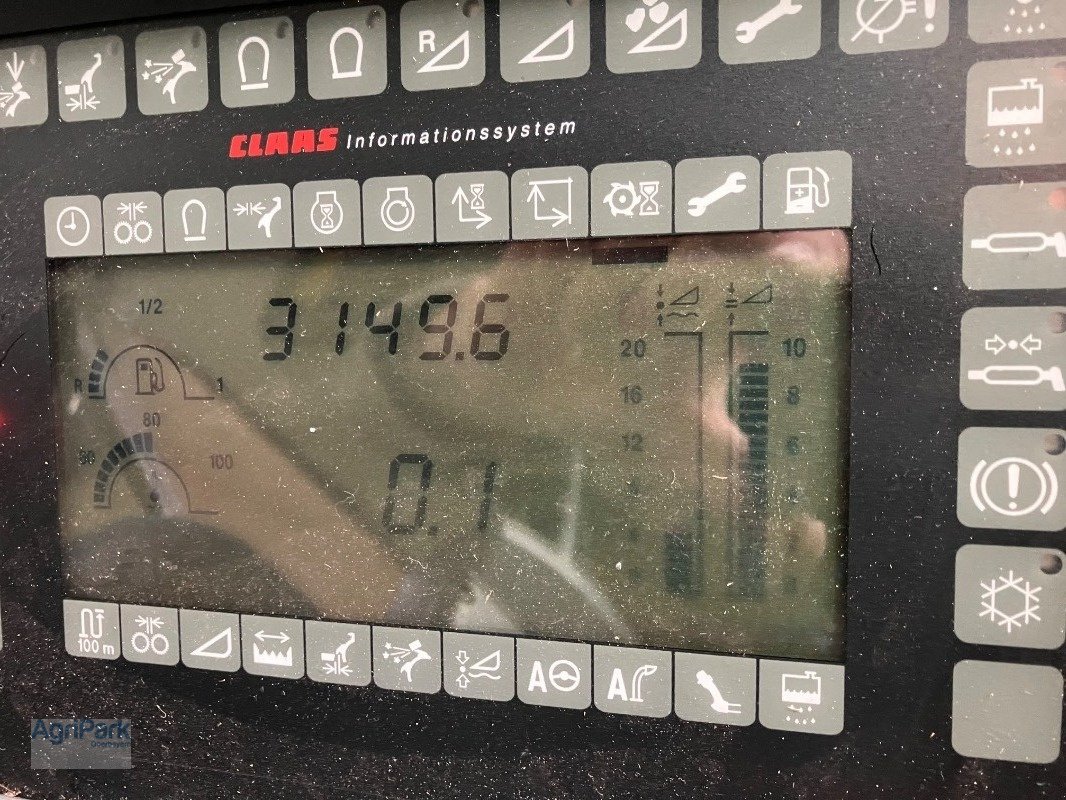 R
CLAAS Informationssystem
1/2
3149.6
20
10
R
1
16
8
80
12
6
100
0.1
100 m
A
A
AgriPark